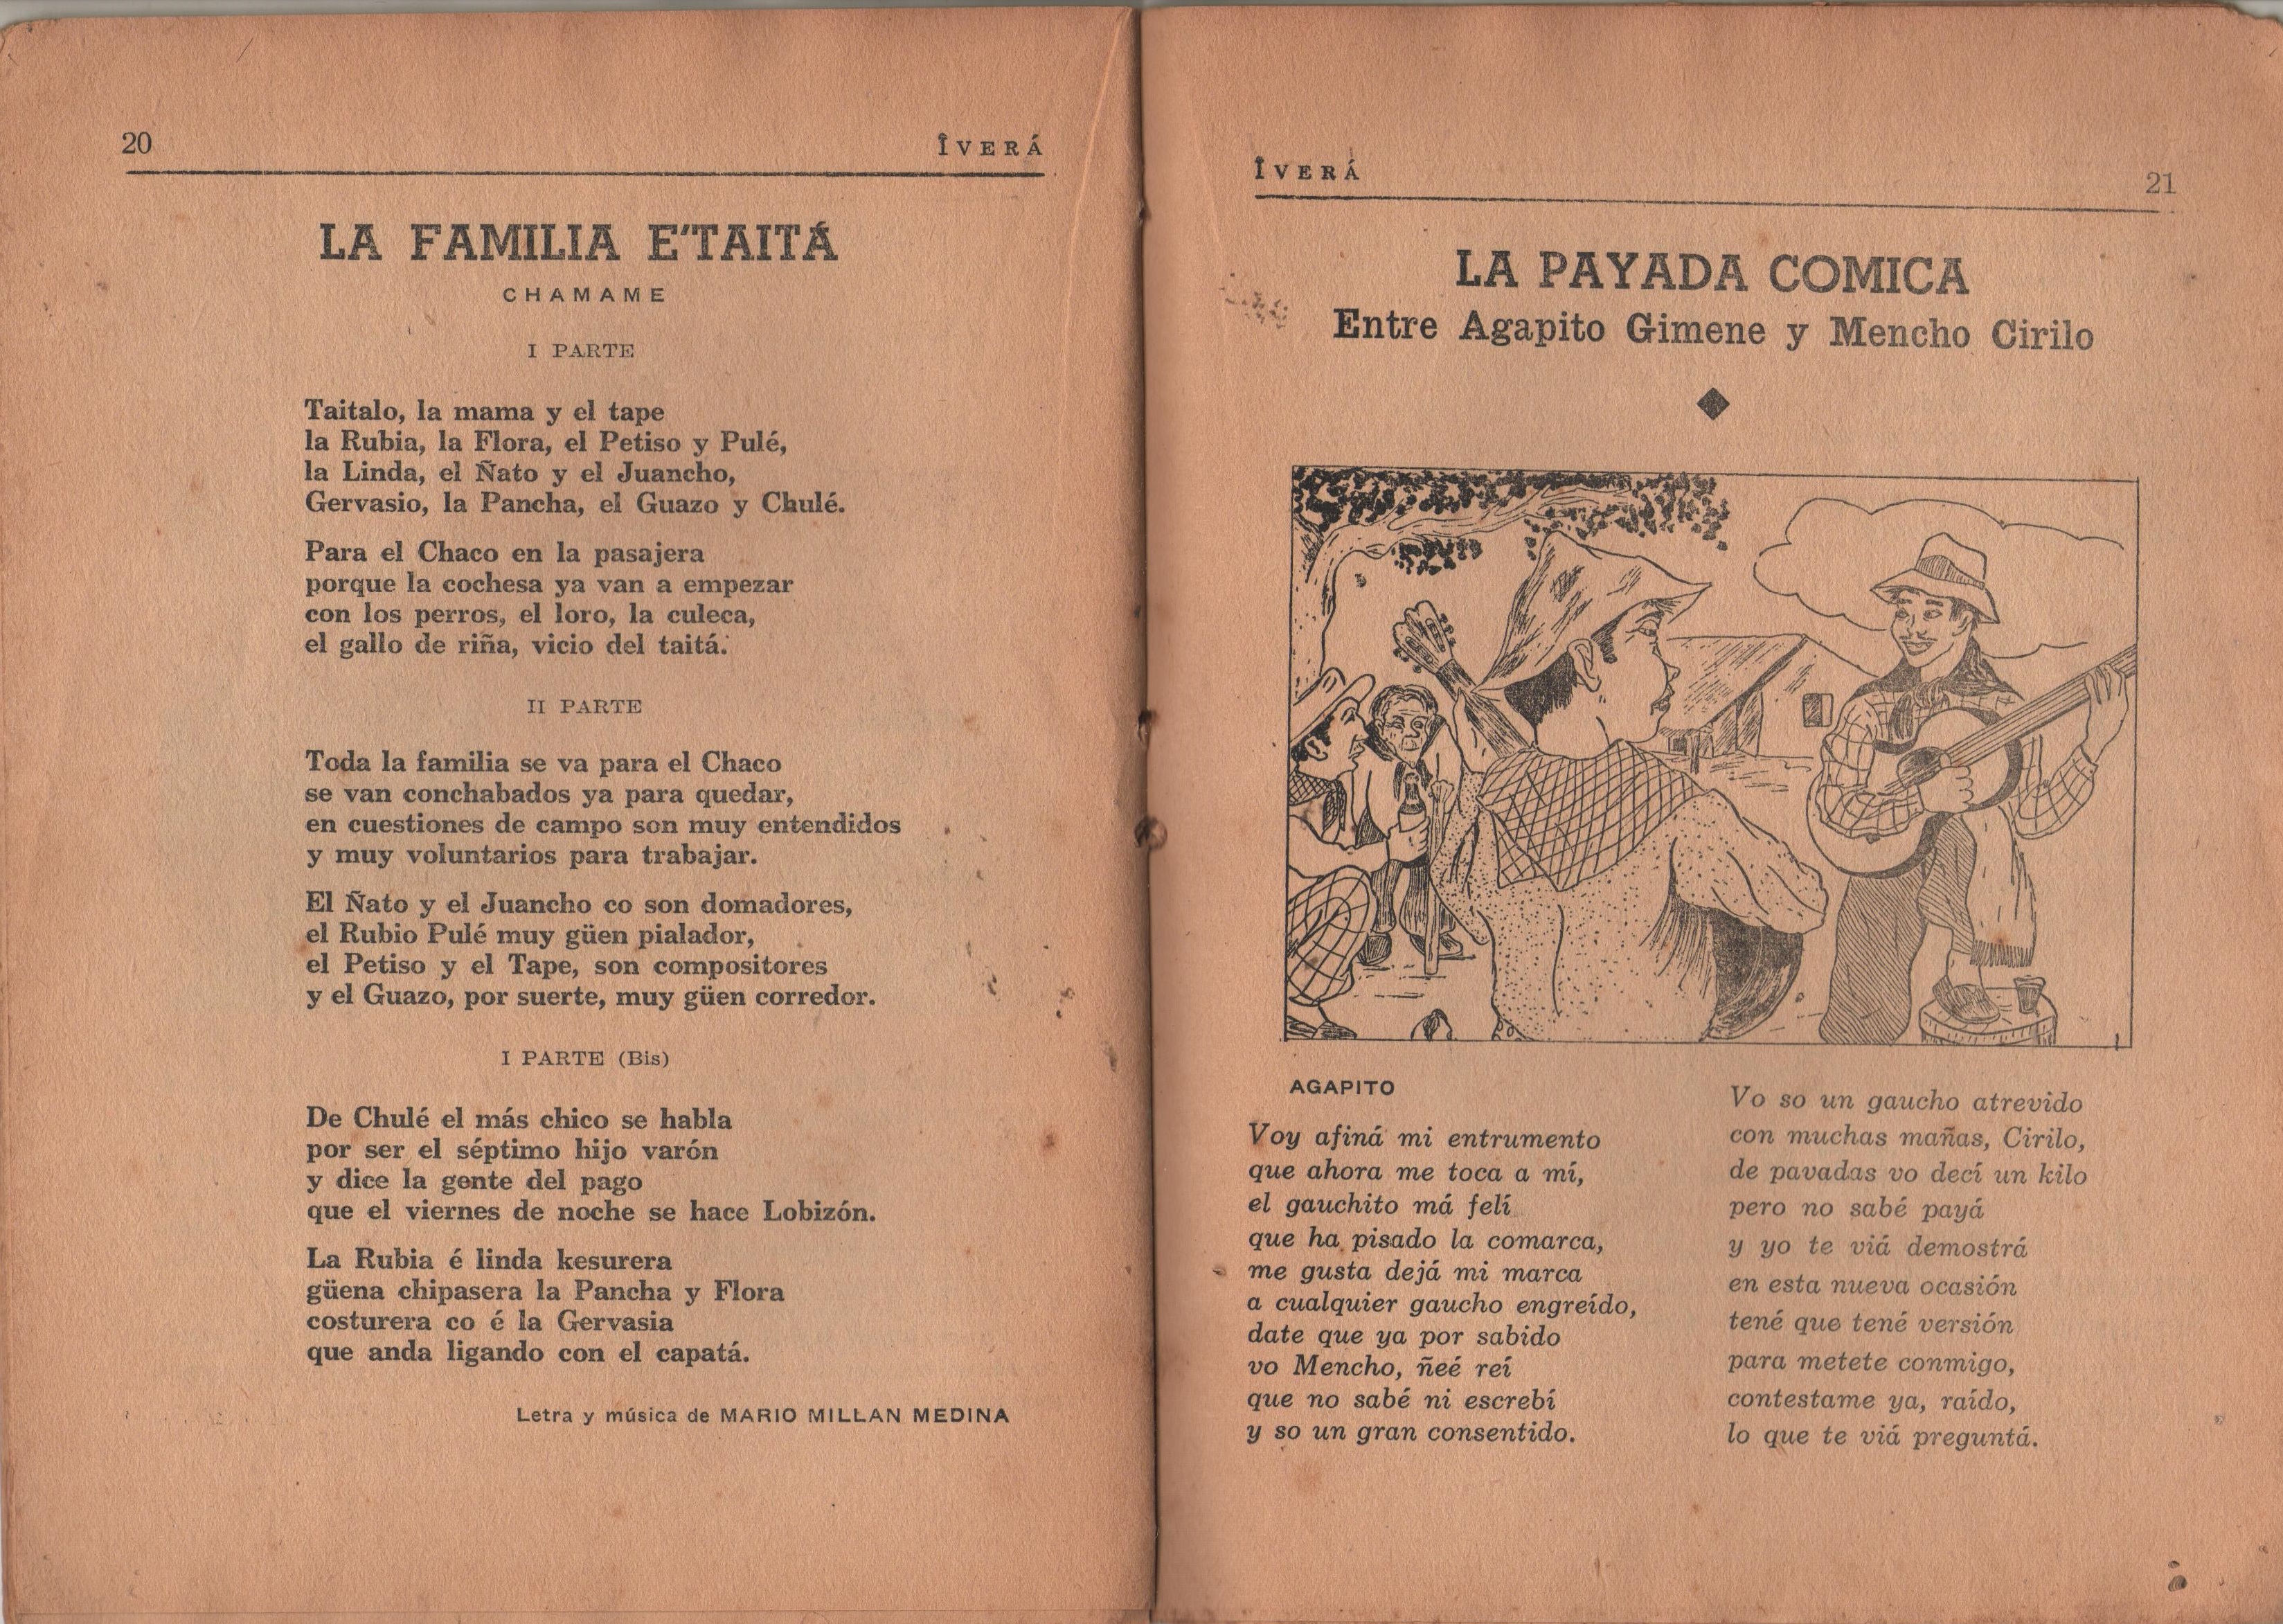 20
ÎVERÁ
LA FAMILIA E'TAITÁ
CHAMAME
I PARTE
Taitalo, la mama y el tape
la Rubia, la Flora, el Petiso y Pulé,
la Linda, el Ñato y el Juancho,
Gervasio, la Pancha, el Guazo y Chulé.
Para el Chaco en la pasajera
porque la cochesa ya van a empezar
con los perros, el loro, la culeca,
el gallo de riña, vicio del taitá.
II PARTE
Toda la familia se va para el Chaco
se van conchabados ya para quedar,
en cuestiones de campo son muy entendidos
y muy voluntarios para trabajar.
El Ñato y el Juancho co son domadores,
el Rubio Pulé muy güen pialador,
el Petiso y el Tape, son compositores
y el Guazo, por suerte, muy güen corredor.
I PARTE (Bis)
De Chulé el más chico se habla
por ser el séptimo hijo varón
y dice la gente del pago
que el viernes de noche se hace Lobizón.
La Rubia é linda kesurera
güena chipasera la Pancha y Flora
costurera co é la Gervasia
que anda ligando con el capatá.
Letra y música de MARIO MILLAN MEDINA
ÎVERÁ
21
LA PAYADA COMICA
Entre Agapito Gimene y Mencho Cirilo
AGAPITO
Voy afiná mi entrumento
que ahora me toca a mí,
el gauchito má felí
que ha pisado la comarca,
me gusta dejá mi marca
a cualquier gaucho engreído,
date que ya por sabido
vo Mencho, ñeé reí
que no sabé ni escrebí
y so un gran consentido.
Vo so un gaucho atrevido
con muchas mañas, Cirilo,
de pavadas vo decí un kilo
pero no sabé payá
y yo te viá demostrá
en esta nueva ocasión
tené que tené versión
para metete conmigo,
contestame ya, raído,
lo que te viá preguntá.